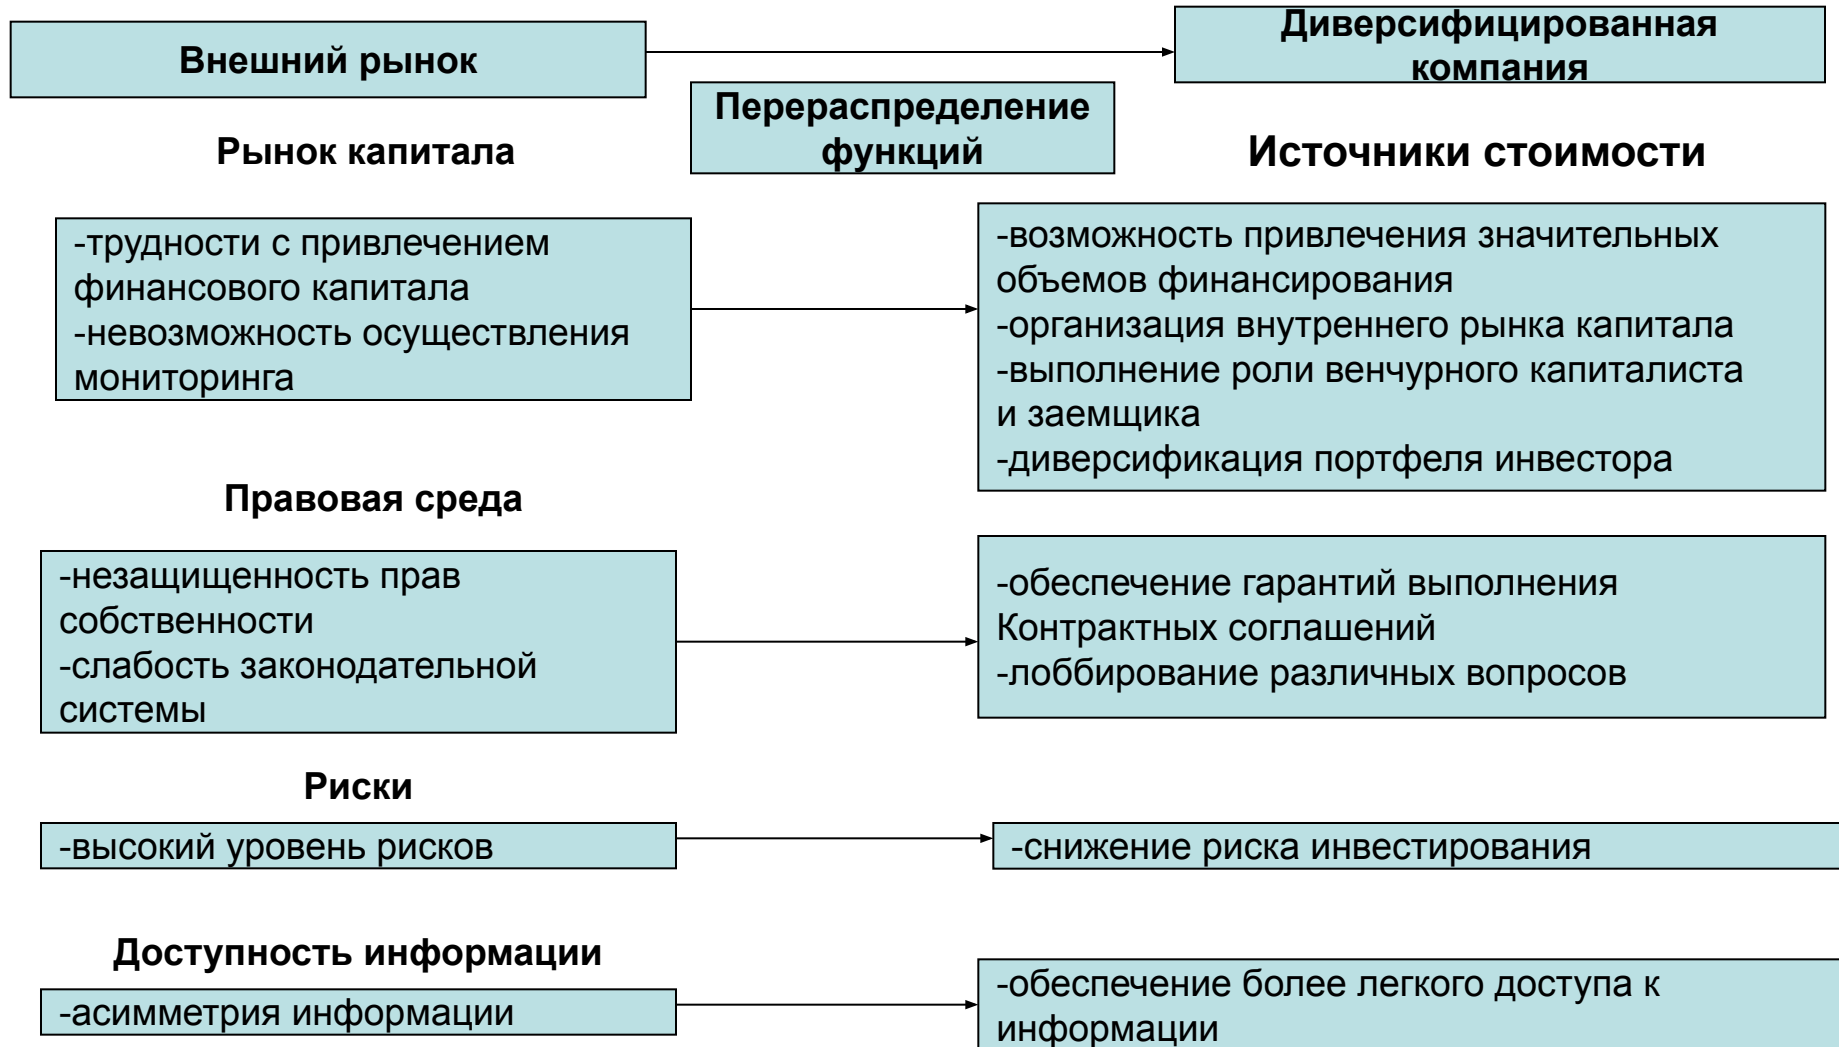 Внешний рынок
Диверсифицированная
компания
Перераспределение
функций
Рынок капитала
Источники стоимости
-трудности с привлечением
финансового капитала
-невозможность осуществления
мониторинга
-возможность привлечения значительных
объемов финансирования
-организация внутреннего рынка капитала
-выполнение роли венчурного капиталиста
и заемщика
-диверсификация портфеля инвестора
Правовая среда
-незащищенность прав
собственности
-слабость законодательной
системы
-обеспечение гарантий выполнения
Контрактных соглашений
-лоббирование различных вопросов
Риски
-высокий уровень рисков
-снижение риска инвестирования
Доступность информации
-асимметрия информации
-обеспечение более легкого доступа к
информации